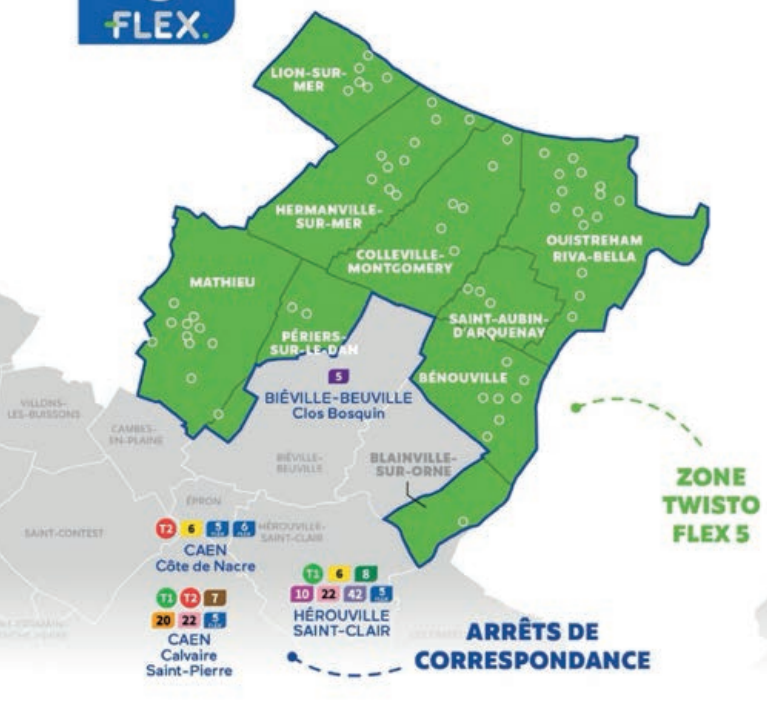 FLEX.
LION-SUR-
MER
HERMANVILLE-
SUR-MER
COLLEVILLE-
MONTGOMERY
OUISTREHAM
RIVA-BELLA
MATHIEU
PÉRIERS-
SUR-LE-DAN
SAINT-AUBIN-
D'ARQUENAY
BÉNOUVILLE
5
BIÉVILLE-BEUVILLE
Clos Bosquin
VILLONS-
LES-BUISSONS
CAMBES-
EN-PLAINE
BIÉVILLE-
BEUVILLE
BLAINVILLE-
SUR-ORNE
ZONE
TWISTO
FLEX 5
ÉPRON
SAINT-CONTEST
HÉROUVILLE-
SAINT-CLAIR
T2 6 5 FLEX 6 FLEX
CAEN
Côte de Nacre
T1 T2 7
20 22 5 FLEX
CAEN
Calvaire
Saint-Pierre
T1 6 8
10 22 42 5 FLEX
HÉROUVILLE
SAINT-CLAIR
ARRÊTS DE
CORRESPONDANCE